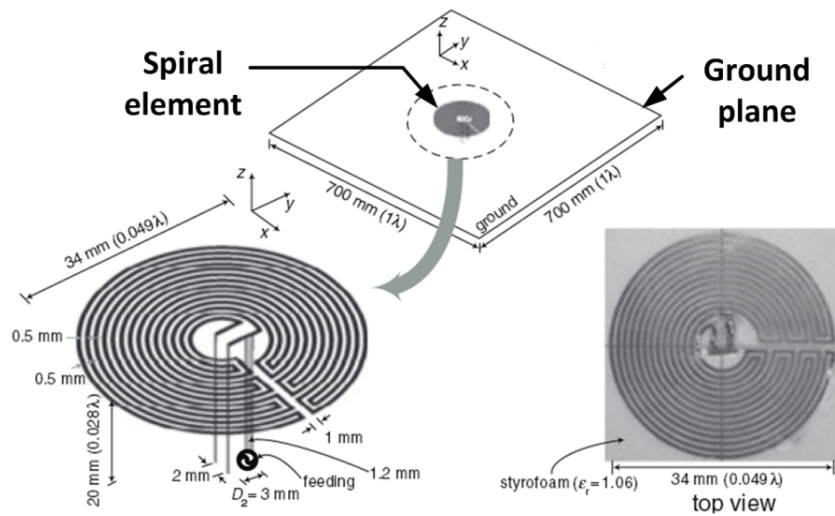 z
y
x
Spiral
element
Ground
plane
700 mm (1λ)
700 mm (1λ)
ground
z
y
x
34 mm (0.049λ)
0.5 mm
0.5 mm
20 mm (0.028λ)
2 mm
D₂ = 3 mm
feeding
1 mm
1.2 mm
styrofoam (εᵣ=1.06)
34 mm (0.049λ)
top view